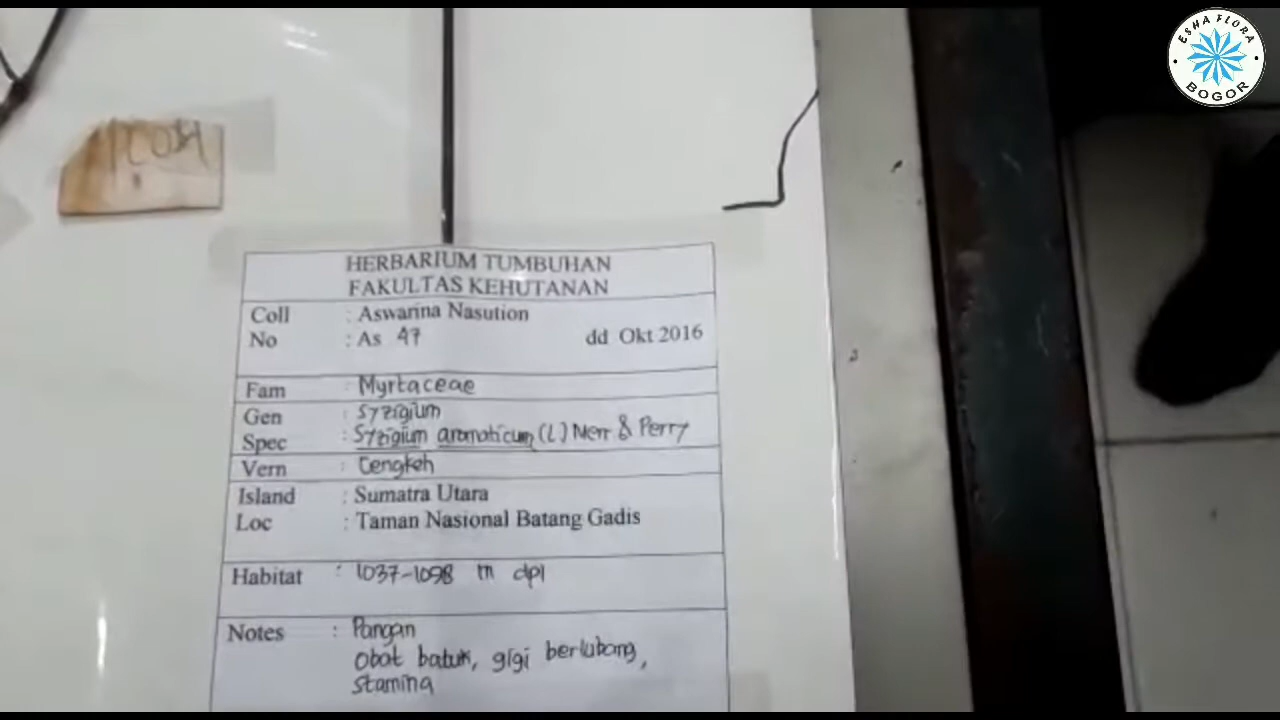 ESHA FLORA
BOGOR
HERBARIUM TUMBUHAN
FAKULTAS KEHUTANAN
Coll : Aswarina Nasution
No : As 47 dd Okt 2016
Fam : Myrtaceae
Gen : Syzigium
Spec : Syzigium aromaticum (L) Merr & Perry
Vern : Cengkeh
Island : Sumatra Utara
Loc : Taman Nasional Batang Gadis
Habitat : 1037-1098 m dpl
Notes : Pangan
obat batuk, gigi berlubang,
stamina